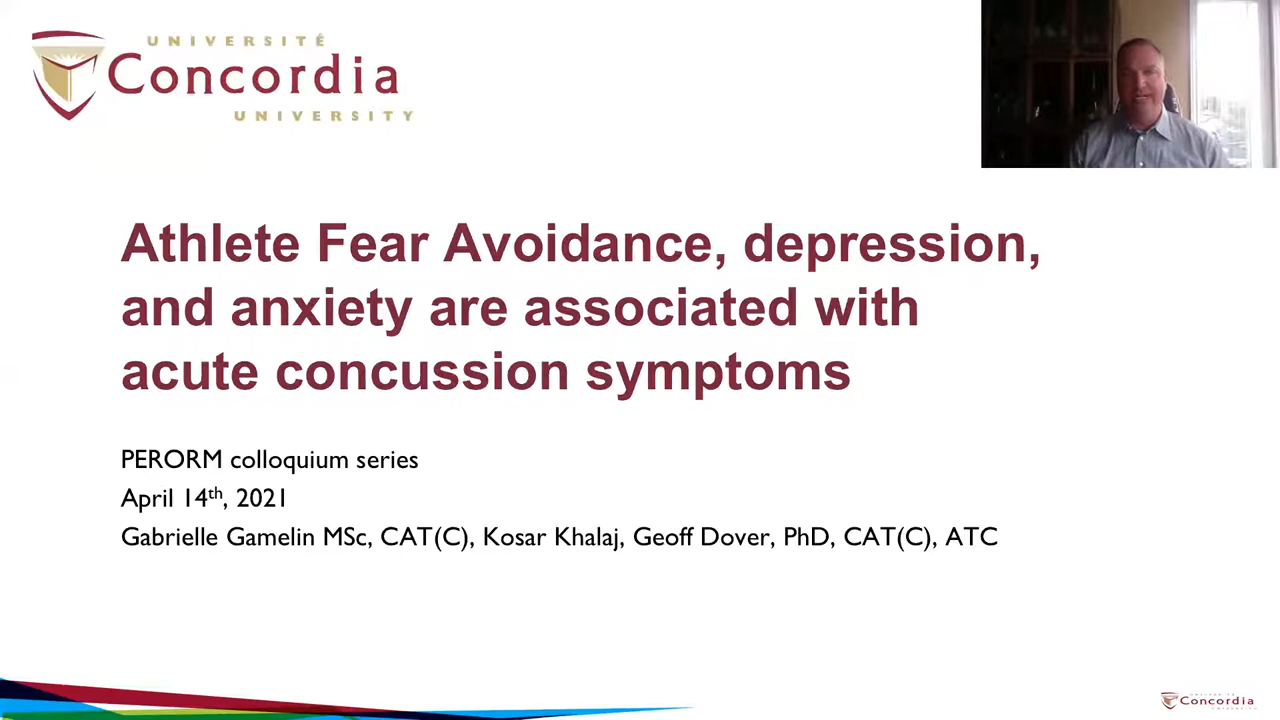 UNIVERSITÉ
Concordia
UNIVERSITY
Athlete Fear Avoidance, depression,
and anxiety are associated with
acute concussion symptoms
PERORM colloquium series
April 14th, 2021
Gabrielle Gamelin MSc, CAT(C), Kosar Khalaj, Geoff Dover, PhD, CAT(C), ATC
Concordia